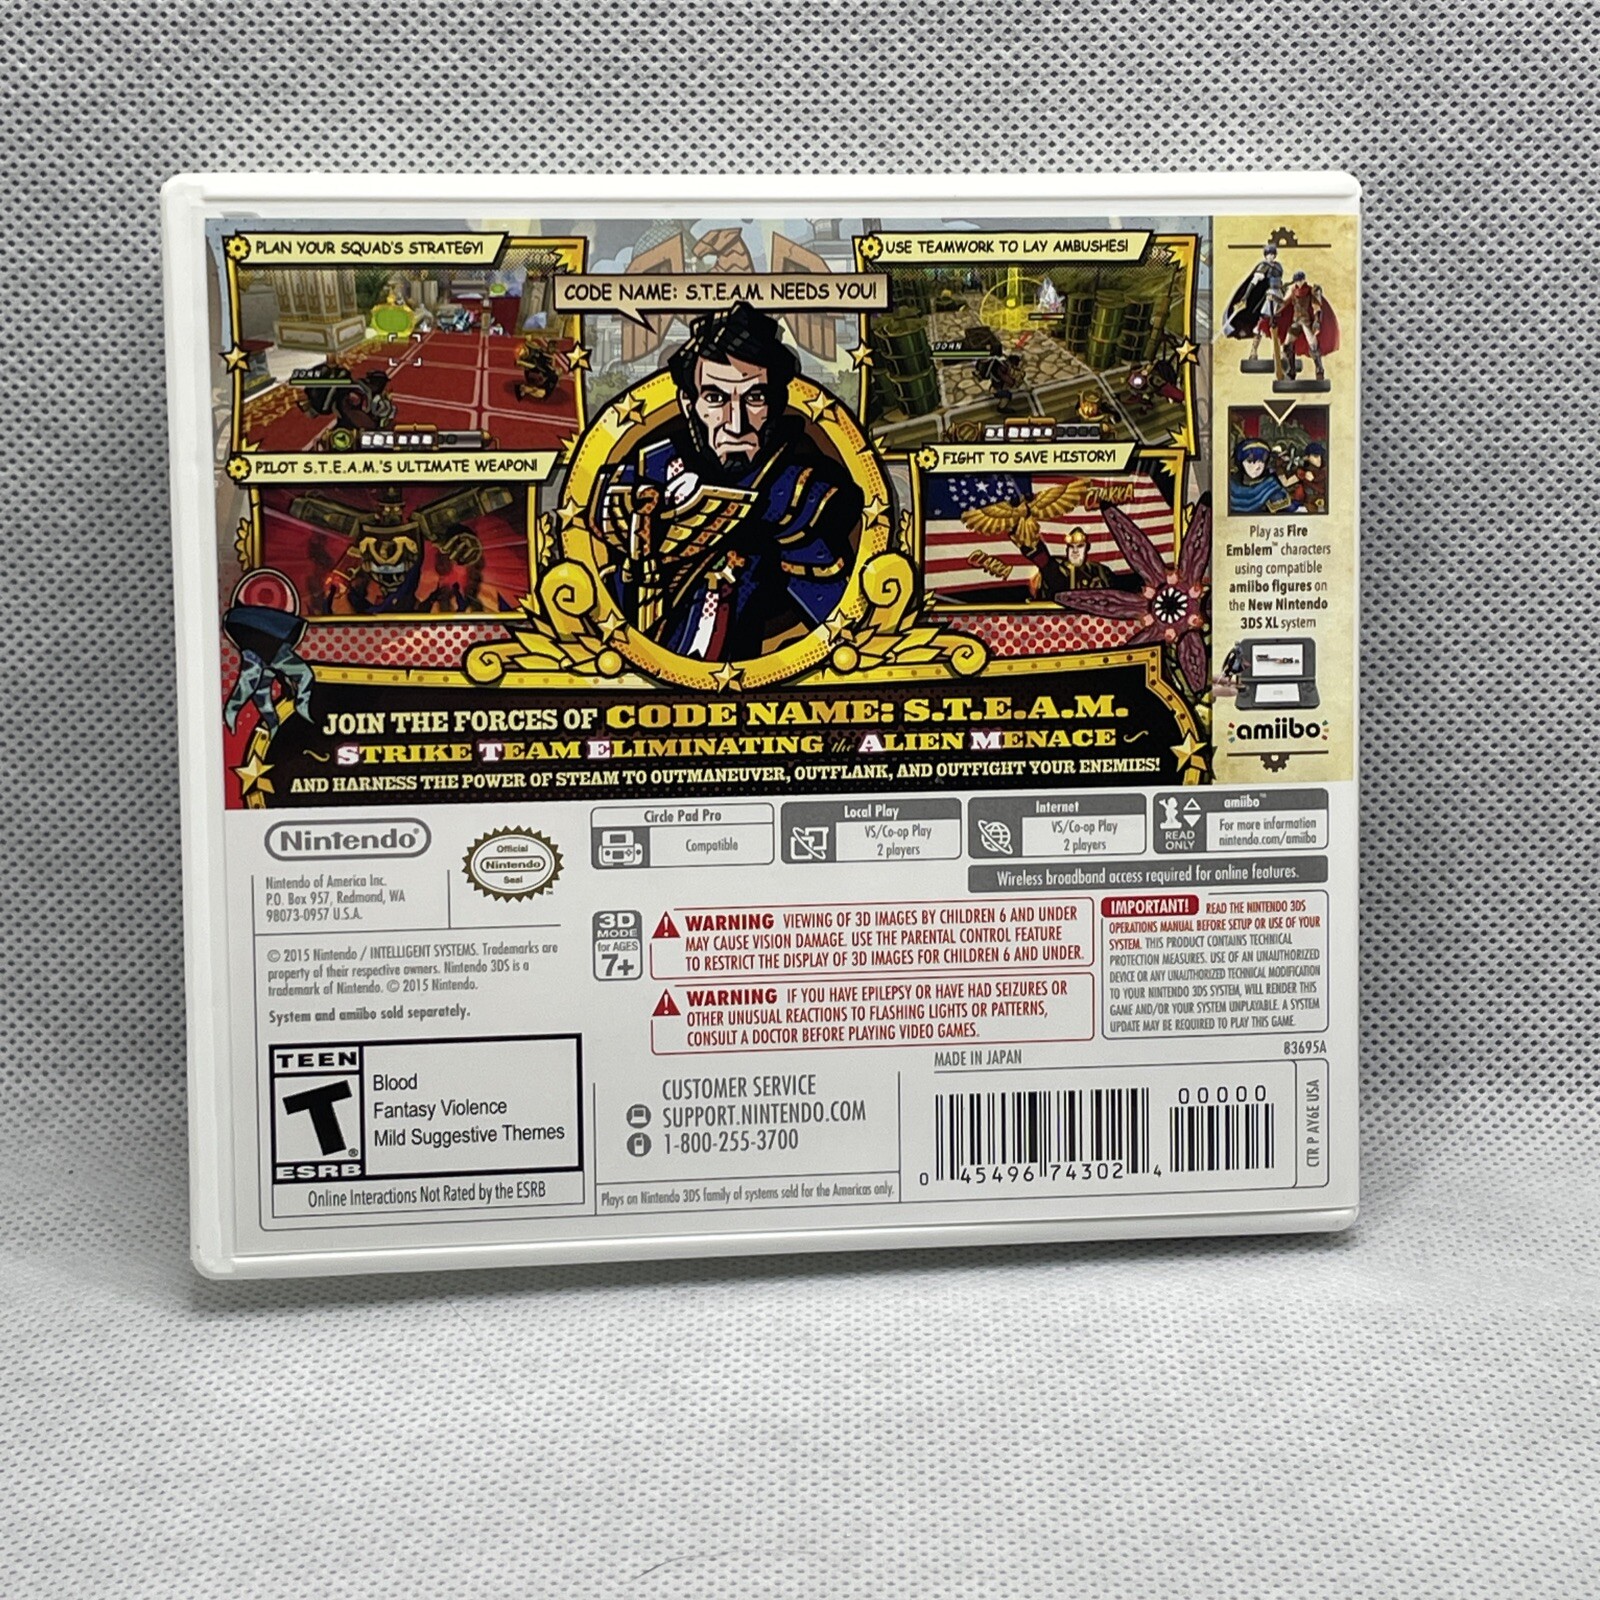 PLAN YOUR SQUAD'S STRATEGY!
USE TEAMWORK TO LAY AMBUSHES!
CODE NAME: S.T.E.A.M. NEEDS YOU!
JOHN
JOHN
PILOT S.T.E.A.M.'S ULTIMATE WEAPON!
FIGHT TO SAVE HISTORY!
CLAKKA
CLAKKA
Play as Fire
Emblem™ characters
using compatible
amiibo figures on
the New Nintendo
3DS XL system
amiibo
JOIN THE FORCES OF CODE NAME: S.T.E.A.M.
STRIKE TEAM ELIMINATING the ALIEN MENACE
AND HARNESS THE POWER OF STEAM TO OUTMANEUVER, OUTFLANK, AND OUTFIGHT YOUR ENEMIES!
Nintendo®
Official
Nintendo
Seal
Circle Pad Pro
Compatible
Local Play
VS/Co-op Play
2 players
Internet
VS/Co-op Play
2 players
READ
ONLY
amiibo™
For more information
nintendo.com/amiibo
Wireless broadband access required for online features.
Nintendo of America Inc.
P.O. Box 957, Redmond, WA
98073-0957 U.S.A.
© 2015 Nintendo / INTELLIGENT SYSTEMS. Trademarks are
property of their respective owners. Nintendo 3DS is a
trademark of Nintendo. © 2015 Nintendo.
System and amiibo sold separately.
3D
MODE
for AGES
7+
WARNING VIEWING OF 3D IMAGES BY CHILDREN 6 AND UNDER
MAY CAUSE VISION DAMAGE. USE THE PARENTAL CONTROL FEATURE
TO RESTRICT THE DISPLAY OF 3D IMAGES FOR CHILDREN 6 AND UNDER.
WARNING IF YOU HAVE EPILEPSY OR HAVE HAD SEIZURES OR
OTHER UNUSUAL REACTIONS TO FLASHING LIGHTS OR PATTERNS,
CONSULT A DOCTOR BEFORE PLAYING VIDEO GAMES.
IMPORTANT! READ THE NINTENDO 3DS
OPERATIONS MANUAL BEFORE SETUP OR USE OF YOUR
SYSTEM. THIS PRODUCT CONTAINS TECHNICAL
PROTECTION MEASURES. USE OF AN UNAUTHORIZED
DEVICE OR ANY UNAUTHORIZED TECHNICAL MODIFICATION
TO YOUR NINTENDO 3DS SYSTEM, WILL RENDER THIS
GAME AND/OR YOUR SYSTEM UNPLAYABLE. A SYSTEM
UPDATE MAY BE REQUIRED TO PLAY THIS GAME.
TEEN
T®
ESRB
Blood
Fantasy Violence
Mild Suggestive Themes
Online Interactions Not Rated by the ESRB
CUSTOMER SERVICE
SUPPORT.NINTENDO.COM
1-800-255-3700
Plays on Nintendo 3DS family of systems sold for the Americas only.
MADE IN JAPAN
83695A
00000
0 45496 74302 4
CTR P AY6E USA